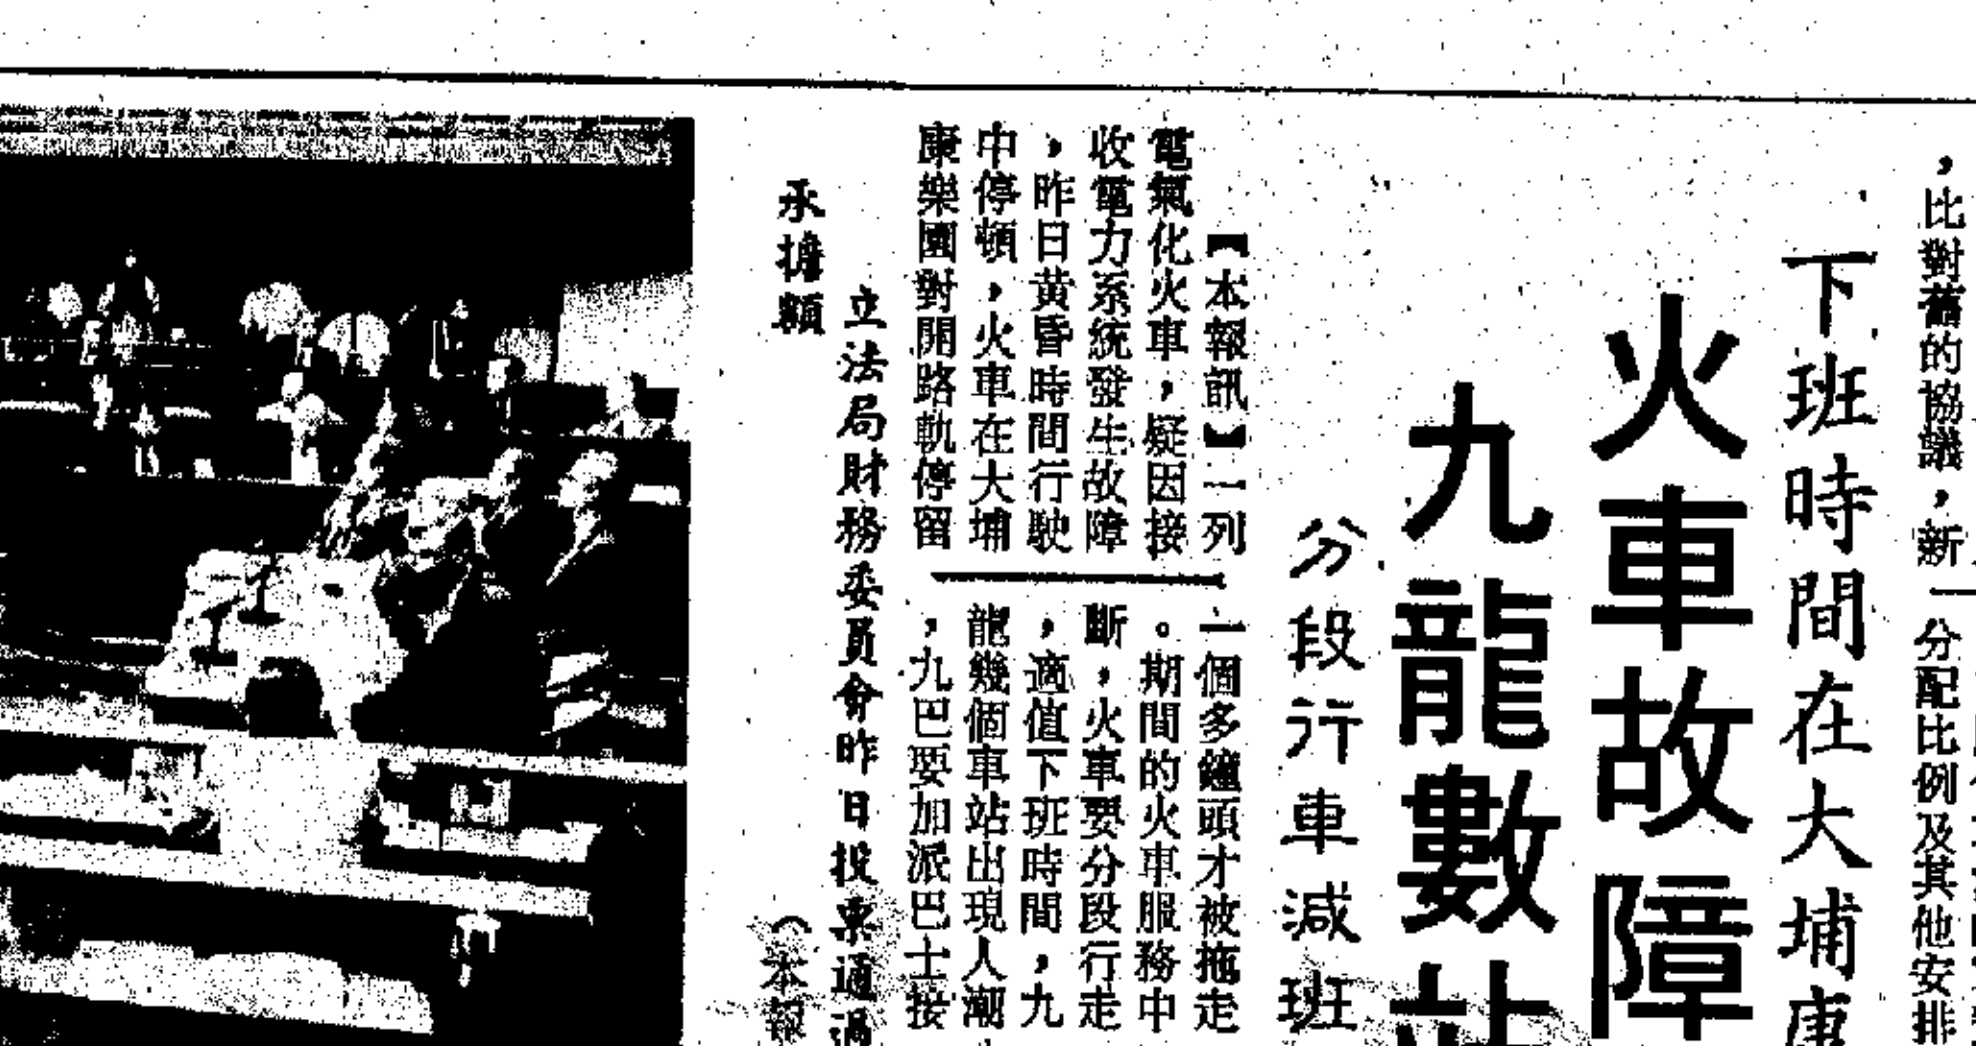 ，比對舊的協議，新
分配比例及其他安排
下班時間在大埔康
火車故障
九龍數站
分段行車減班
【本報訊】一列
電氣化火車，疑因接
收電力系統發生故障
，昨日黃昏時間行駛
中停頓，火車在大埔
康樂園對開路軌停留
一個多鐘頭才被拖走
。期間的火車服務中
斷，火車要分段行走
，適值下班時間，九
龍幾個車站出現人潮
，九巴要加派巴士接
立法局財務委員會昨日投票通過
承擔額
（本報